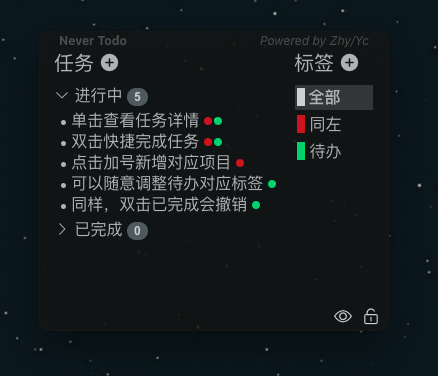 Never Todo
Powered by Zhy/Yc
任务
标签
进行中 5
单击查看任务详情
双击快捷完成任务
点击加号新增对应项目
可以随意调整待办对应标签
同样，双击已完成会撤销
已完成 0
全部
同左
待办